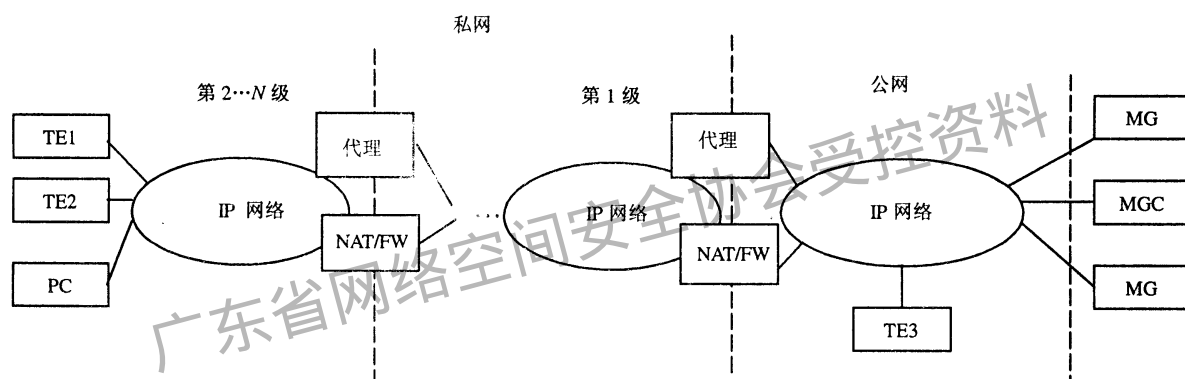 私网
第 2…N 级
第 1 级
公网
TE1
TE2
PC
IP 网络
代理
NAT/FW
…
IP 网络
代理
NAT/FW
IP 网络
TE3
MG
MGC
MG
广东省网络空间安全协会受控资料